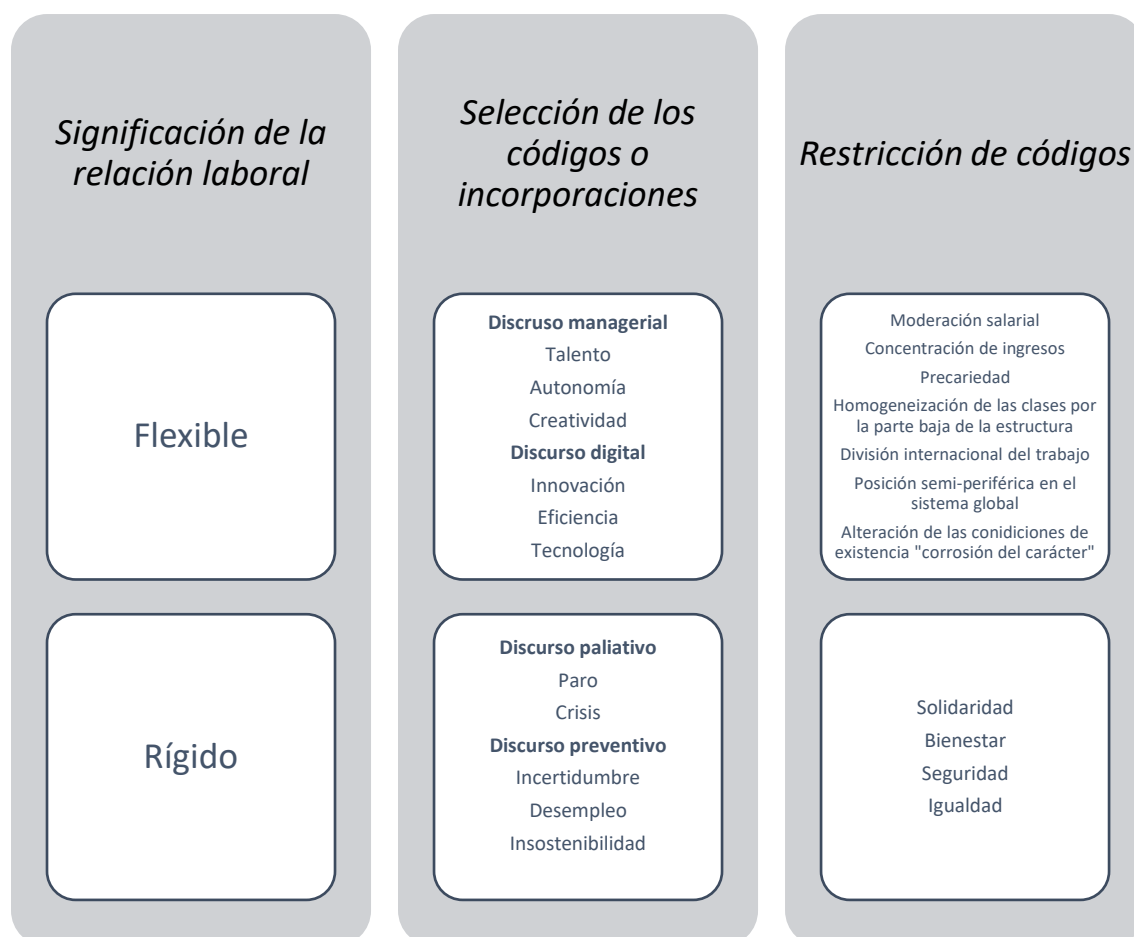 Significación de la
relación laboral
Flexible
Rígido
Selección de los
códigos o
incorporaciones
Discruso managerial
Talento
Autonomía
Creatividad
Discurso digital
Innovación
Eficiencia
Tecnología
Discurso paliativo
Paro
Crisis
Discurso preventivo
Incertidumbre
Desempleo
Insostenibilidad
Restricción de códigos
Moderación salarial
Concentración de ingresos
Precariedad
Homogeneización de las clases por
la parte baja de la estructura
División internacional del trabajo
Posición semi-periférica en el
sistema global
Alteración de las conidiciones de
existencia "corrosión del carácter"
Solidaridad
Bienestar
Seguridad
Igualdad